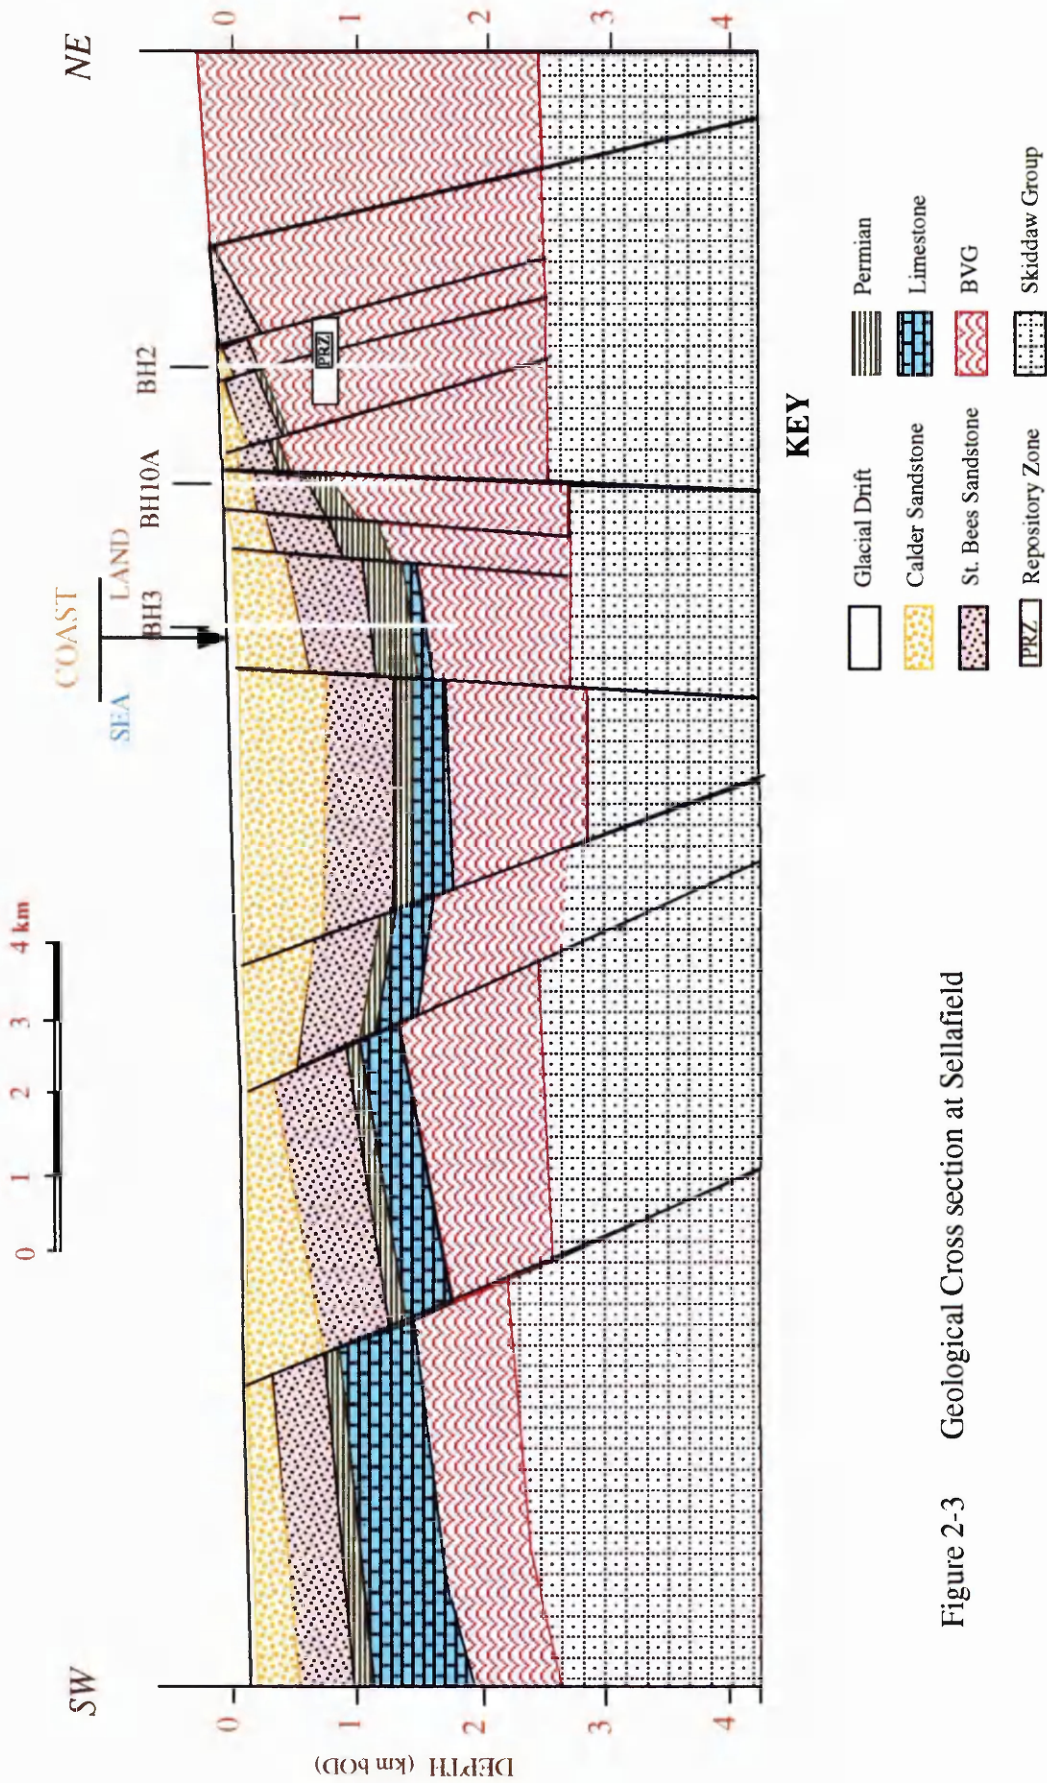 0 1 2 3 4 km
SW
NE
COAST
SEA
LAND
BH3
BH10A
BH2
0
1
2
3
4
0
1
2
3
4
DEPTH (km bOD)
PRZ
KEY
Glacial Drift
Permian
Calder Sandstone
Limestone
St. Bees Sandstone
BVG
PRZ
Repository Zone
Skiddaw Group
Figure 2-3 Geological Cross section at Sellafield